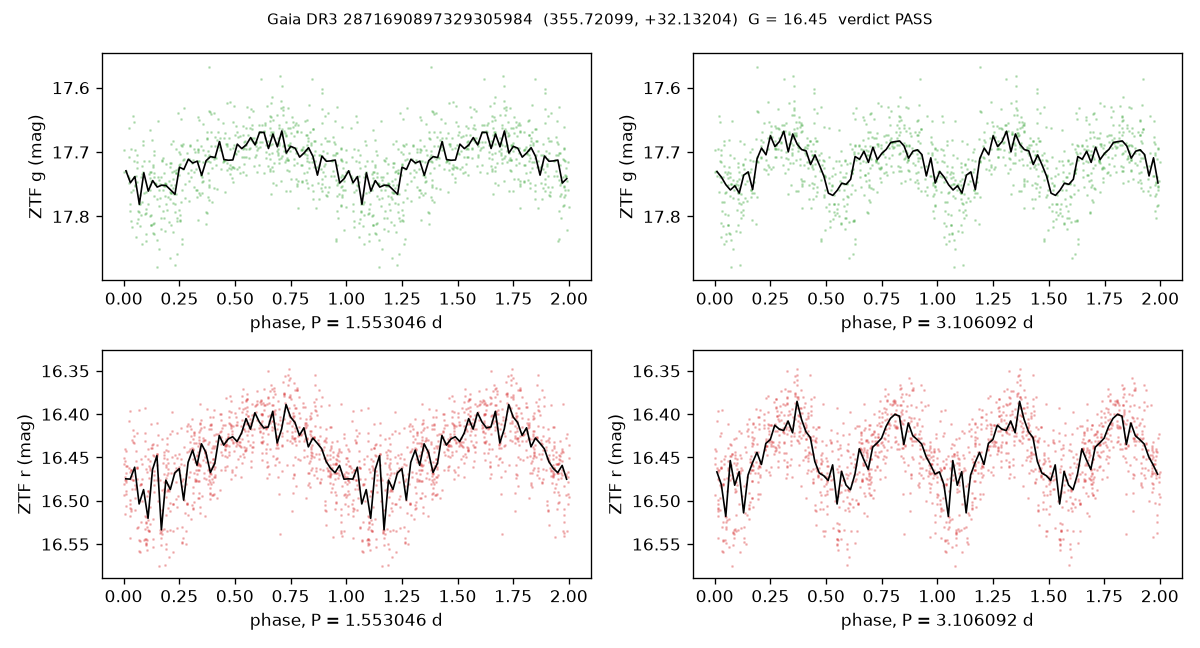 Gaia DR3 2871690897329305984 (355.72099, +32.13204) G = 16.45 verdict PASS
ZTF g (mag)
17.6
17.7
17.8
0.00 0.25 0.50 0.75 1.00 1.25 1.50 1.75 2.00
phase, P = 1.553046 d
ZTF g (mag)
17.6
17.7
17.8
0.00 0.25 0.50 0.75 1.00 1.25 1.50 1.75 2.00
phase, P = 3.106092 d
ZTF r (mag)
16.35
16.40
16.45
16.50
16.55
0.00 0.25 0.50 0.75 1.00 1.25 1.50 1.75 2.00
phase, P = 1.553046 d
ZTF r (mag)
16.35
16.40
16.45
16.50
16.55
0.00 0.25 0.50 0.75 1.00 1.25 1.50 1.75 2.00
phase, P = 3.106092 d